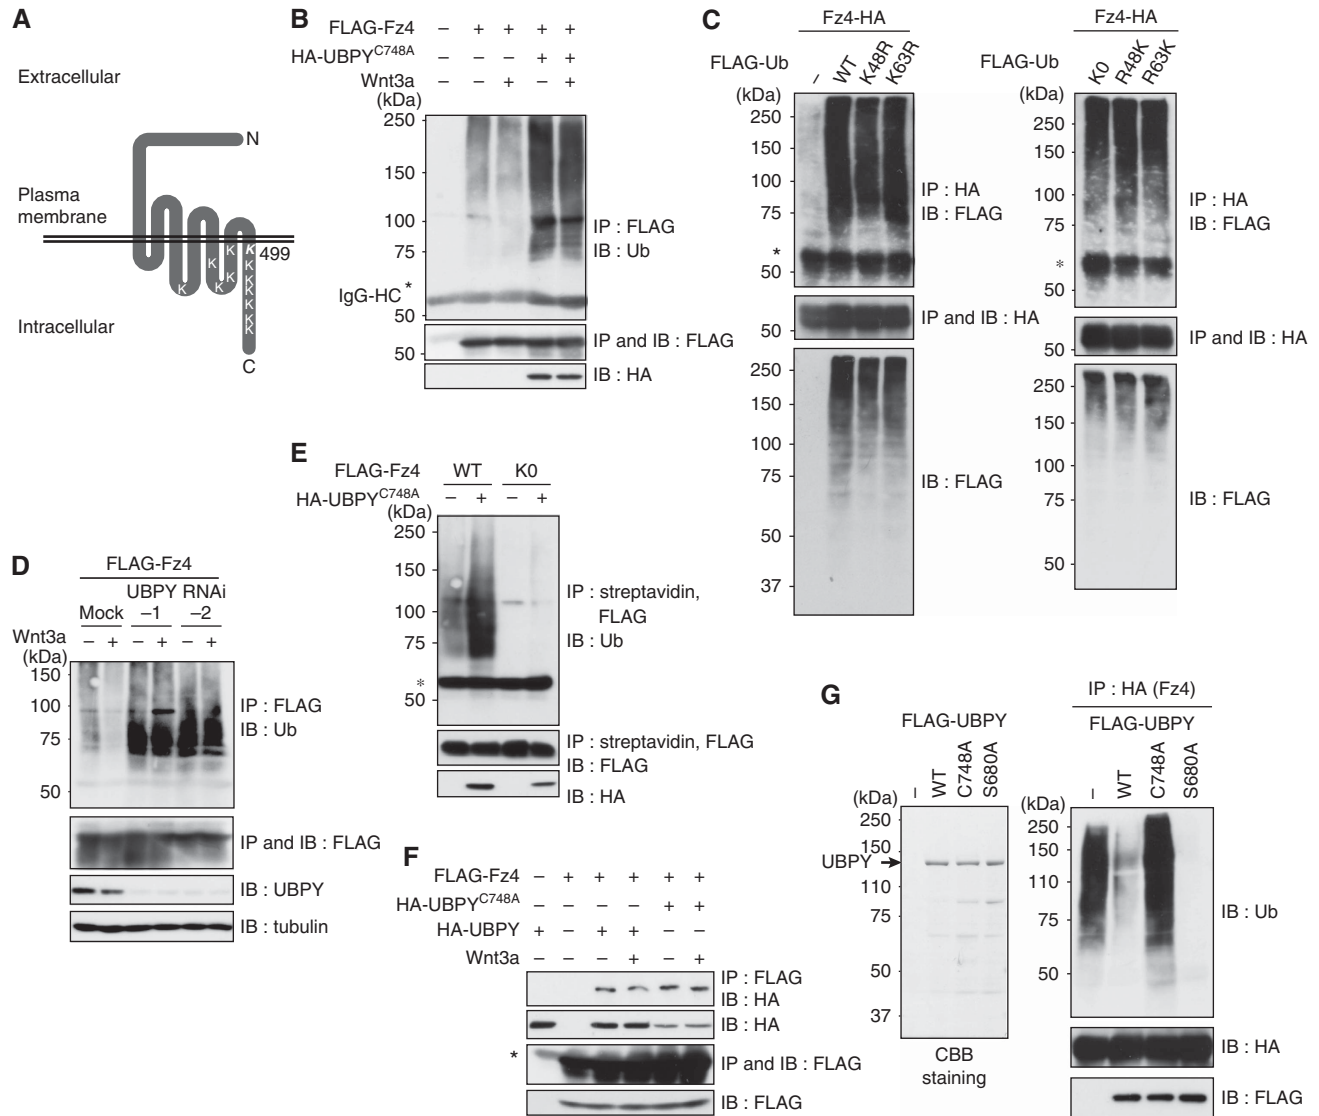 A
Extracellular
N
Plasma
membrane
K K K 499
K K
K K
K K
K
K
K
K
Intracellular
C
B
FLAG-Fz4 – + + + +
HA-UBPY^C748A – – – + +
Wnt3a – – + – +
(kDa)
250
150
100
75
IgG-HC *
50
IP : FLAG
IB : Ub
50
IP and IB : FLAG
IB : HA
C
Fz4-HA
FLAG-Ub – WT K48R K63R
(kDa)
250
150
100
75
*
50
IP : HA
IB : FLAG
50
IP and IB : HA
250
150
100
75
50
37
IB : FLAG
Fz4-HA
FLAG-Ub K0 R48K R63K
(kDa)
250
150
100
75
*
50
IP : HA
IB : FLAG
50
IP and IB : HA
250
150
100
75
50
IB : FLAG
D
FLAG-Fz4
UBPY RNAi
Mock –1 –2
Wnt3a – + – + – +
(kDa)
150
100
75
50
IP : FLAG
IB : Ub
IP and IB : FLAG
IB : UBPY
IB : tubulin
E
FLAG-Fz4 WT K0
HA-UBPY^C748A – + – +
(kDa)
250
150
100
75
*
50
IP : streptavidin,
FLAG
IB : Ub
IP : streptavidin, FLAG
IB : FLAG
IB : HA
F
FLAG-Fz4 – + + + + +
HA-UBPY^C748A – – – – + +
HA-UBPY + – + + – –
Wnt3a – – – + – +
IP : FLAG
IB : HA
IB : HA
*
IP and IB : FLAG
IB : FLAG
G
FLAG-UBPY
– WT C748A S680A
(kDa)
250
150
UBPY
110
75
50
37
CBB
staining
IP : HA (Fz4)
FLAG-UBPY
– WT C748A S680A
(kDa)
250
150
110
75
50
IB : Ub
IB : HA
IB : FLAG